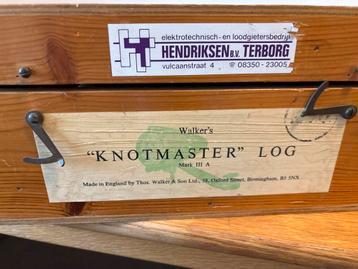 elektrotechnisch- en loodgietersbedrijf
HENDRIKSEN B.V. TERBORG
vulcaanstraat 4 ☏ 08350 - 23005
Walker's
"KNOTMASTER" LOG
Mark III A
Made in England by Thos. Walker & Son Ltd., 58, Oxford Street, Birmingham, B5 5NX